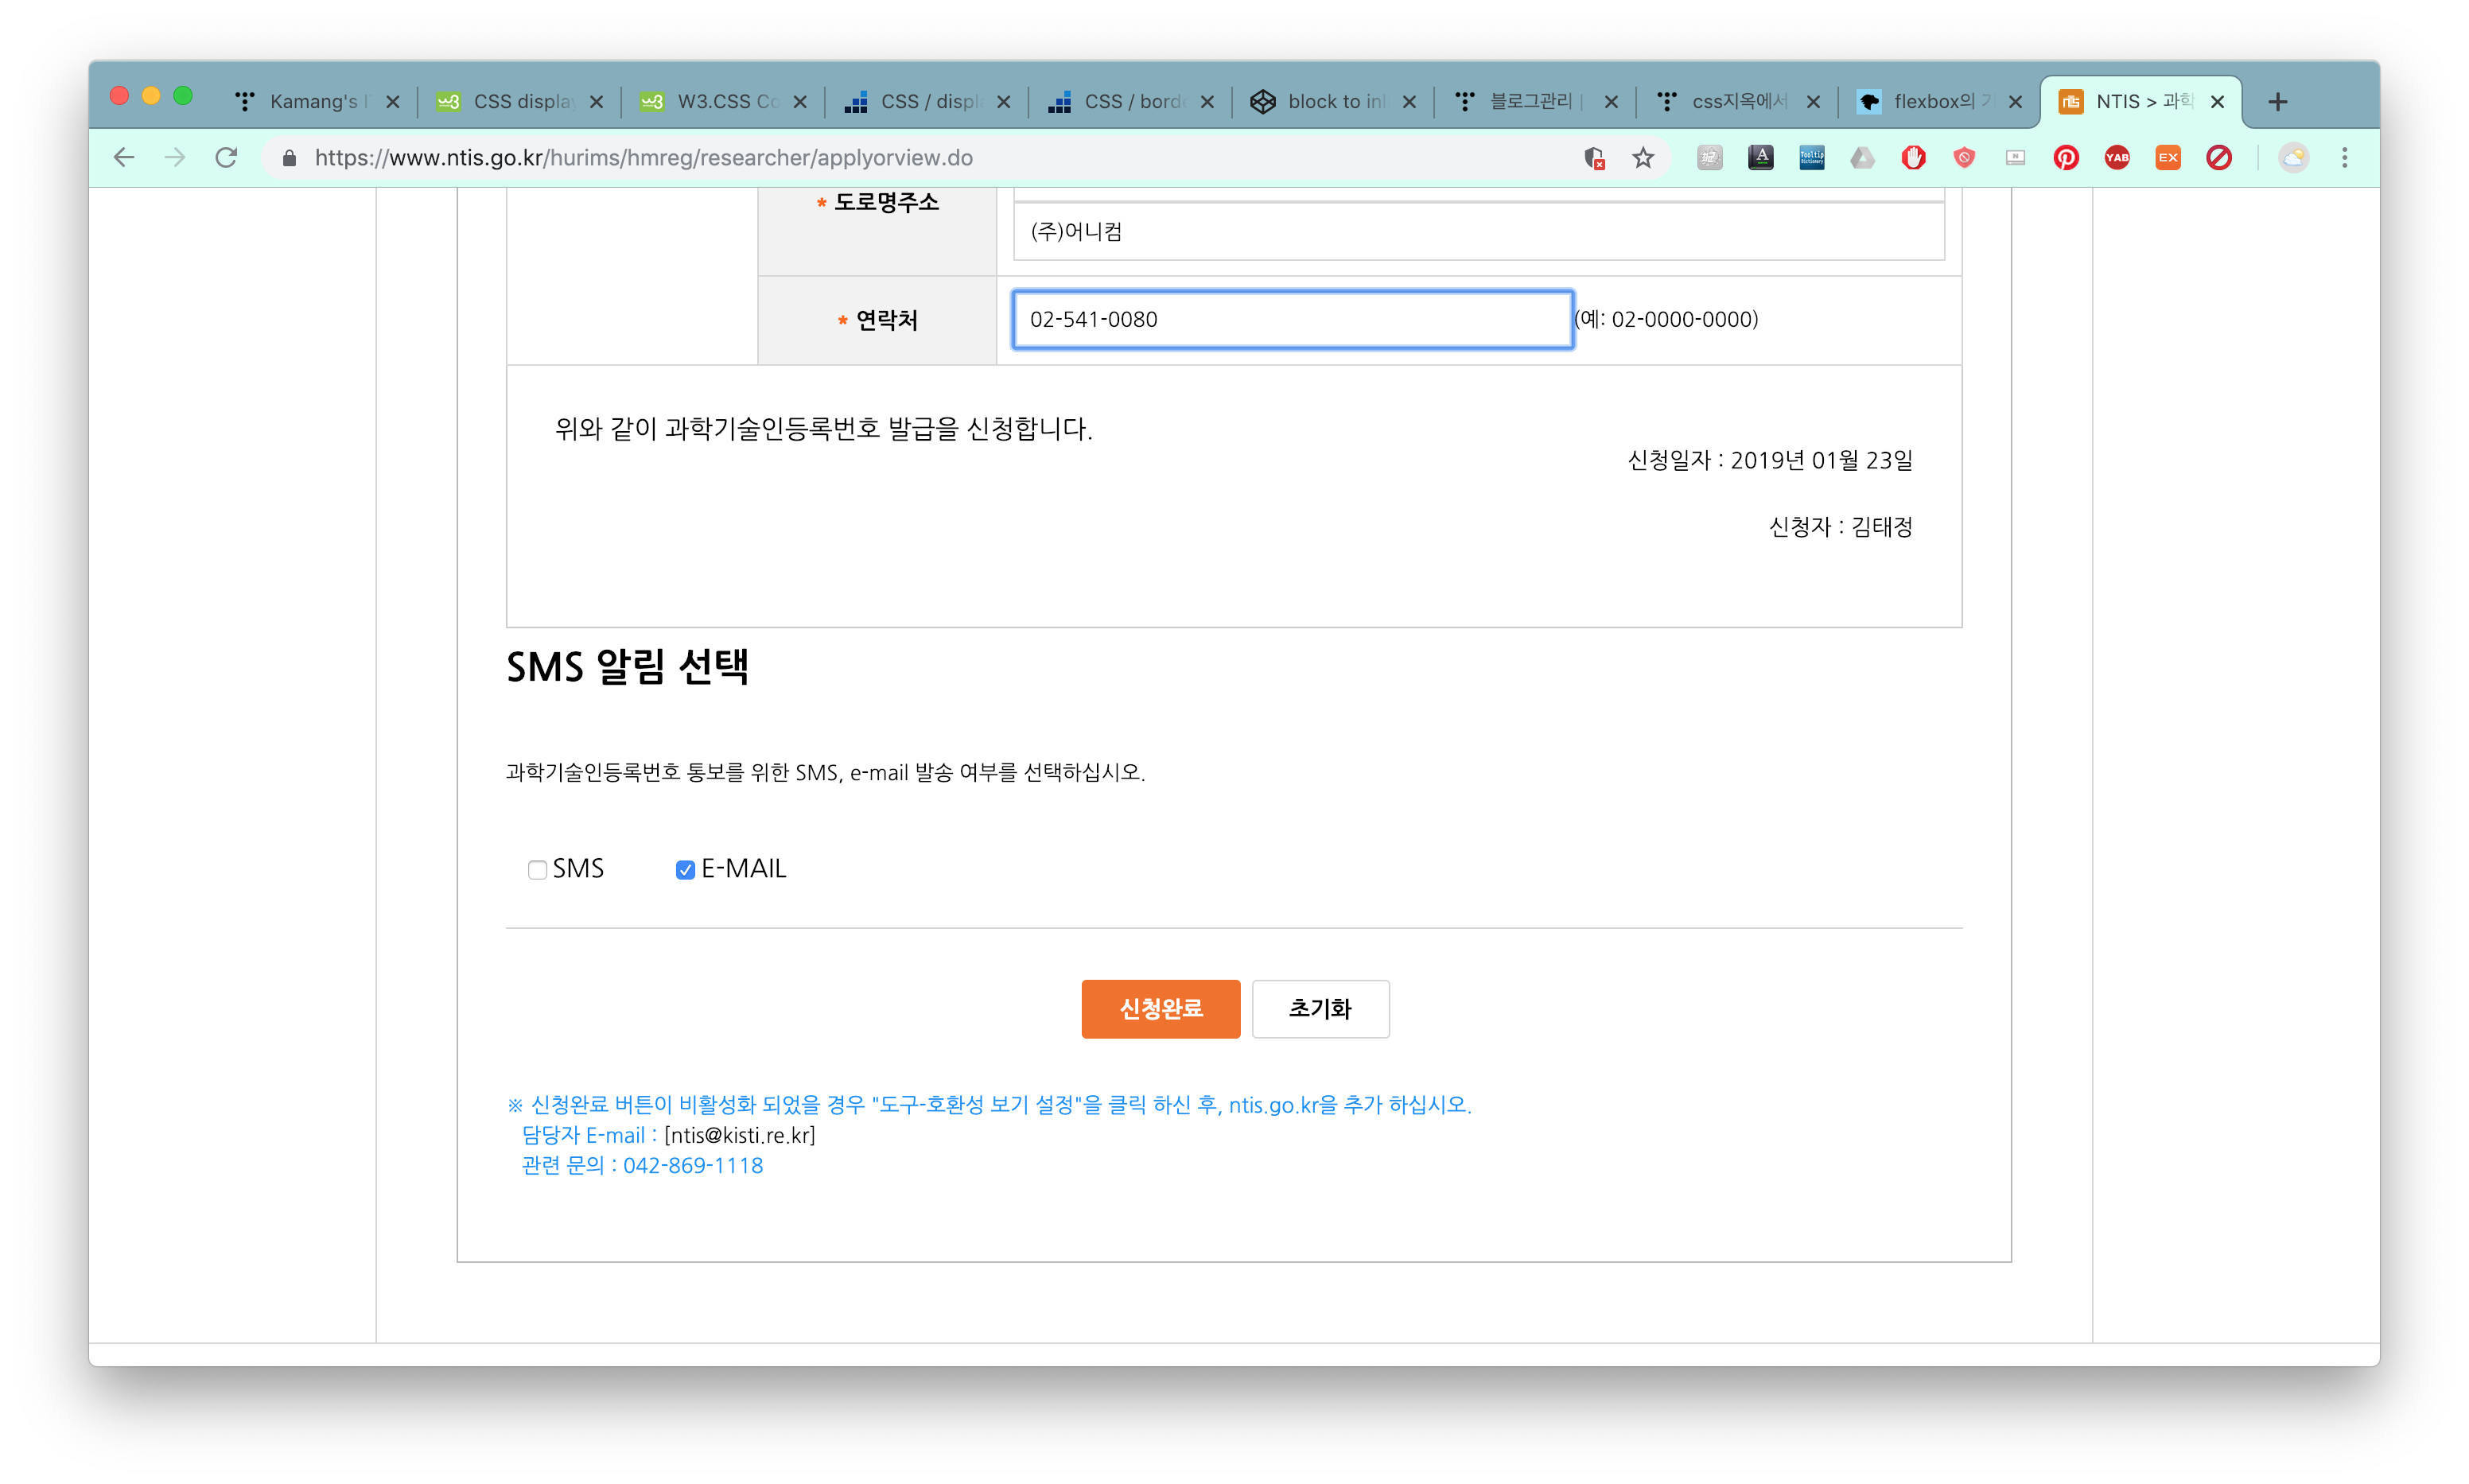 Kamang's I
CSS display
W3.CSS Co
CSS / displ
CSS / borde
block to inl
블로그관리 |
css지옥에서
flexbox의 기
NTIS > 과학
https://www.ntis.go.kr/hurims/hmreg/researcher/applyorview.do
* 도로명주소
(주)어니컴
* 연락처
02-541-0080
(예: 02-0000-0000)
위와 같이 과학기술인등록번호 발급을 신청합니다.
신청일자 : 2019년 01월 23일
신청자 : 김태정
SMS 알림 선택
과학기술인등록번호 통보를 위한 SMS, e-mail 발송 여부를 선택하십시오.
SMS
E-MAIL
신청완료
초기화
※ 신청완료 버튼이 비활성화 되었을 경우 "도구-호환성 보기 설정"을 클릭 하신 후, ntis.go.kr을 추가 하십시오.
담당자 E-mail : [ntis@kisti.re.kr]
관련 문의 : 042-869-1118